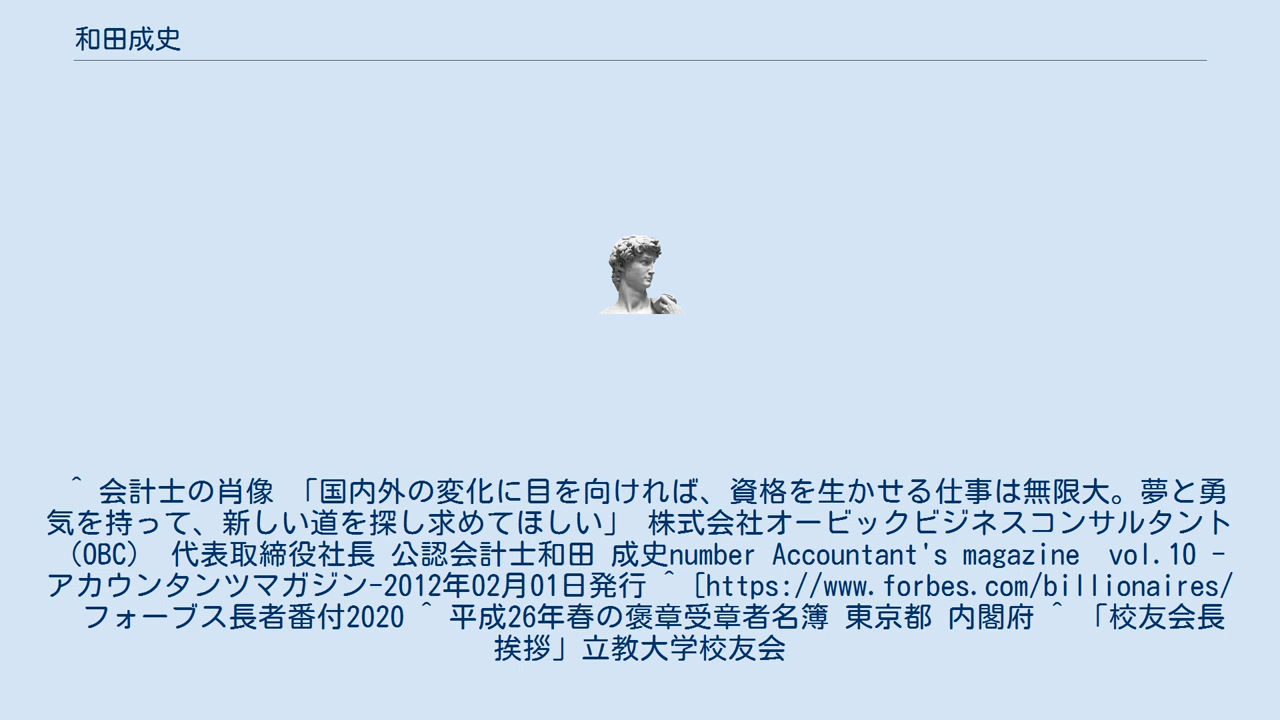 和田成史
^ 会計士の肖像 「国内外の変化に目を向ければ、資格を生かせる仕事は無限大。夢と勇
気を持って、新しい道を探し求めてほしい」 株式会社オービックビジネスコンサルタント
（OBC） 代表取締役社長 公認会計士和田 成史number Accountant's magazine  vol.10 −
アカウンタンツマガジン−2012年02月01日発行 ^ [https://www.forbes.com/billionaires/
フォーブス長者番付2020 ^ 平成26年春の褒章受章者名簿 東京都 内閣府 ^ 「校友会長
挨拶」立教大学校友会